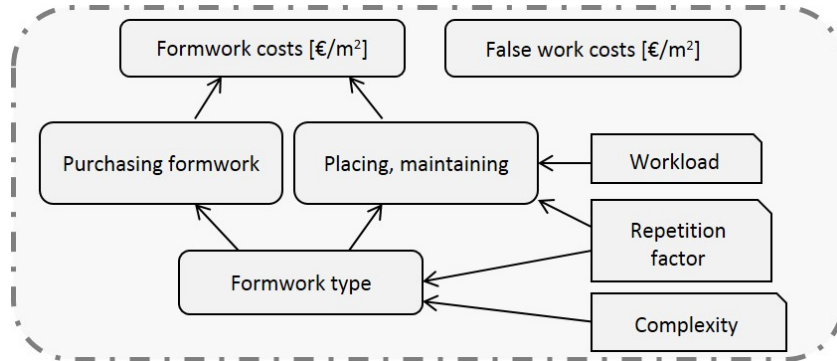 Formwork costs [€/m²]
False work costs [€/m²]
Purchasing formwork
Placing, maintaining
Workload
Repetition
factor
Formwork type
Complexity